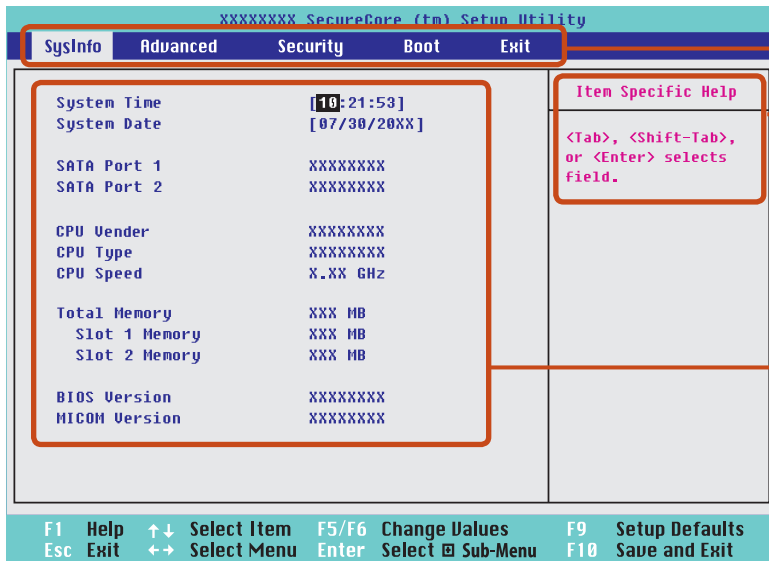 XXXXXXXX SecureCore (tm) Setup Utility
SysInfo Advanced Security Boot Exit
System Time [10:21:53]
System Date [07/30/20XX]
SATA Port 1 XXXXXXXX
SATA Port 2 XXXXXXXX
CPU Vender XXXXXXXX
CPU Type XXXXXXXX
CPU Speed X.XX GHz
Total Memory XXX MB
Slot 1 Memory XXX MB
Slot 2 Memory XXX MB
BIOS Version XXXXXXXX
MICOM Version XXXXXXXX
Item Specific Help
<Tab>, <Shift-Tab>,
or <Enter> selects
field.
F1 Help ↑↓ Select Item F5/F6 Change Values F9 Setup Defaults
Esc Exit ←→ Select Menu Enter Select ⊡ Sub-Menu F10 Save and Exit